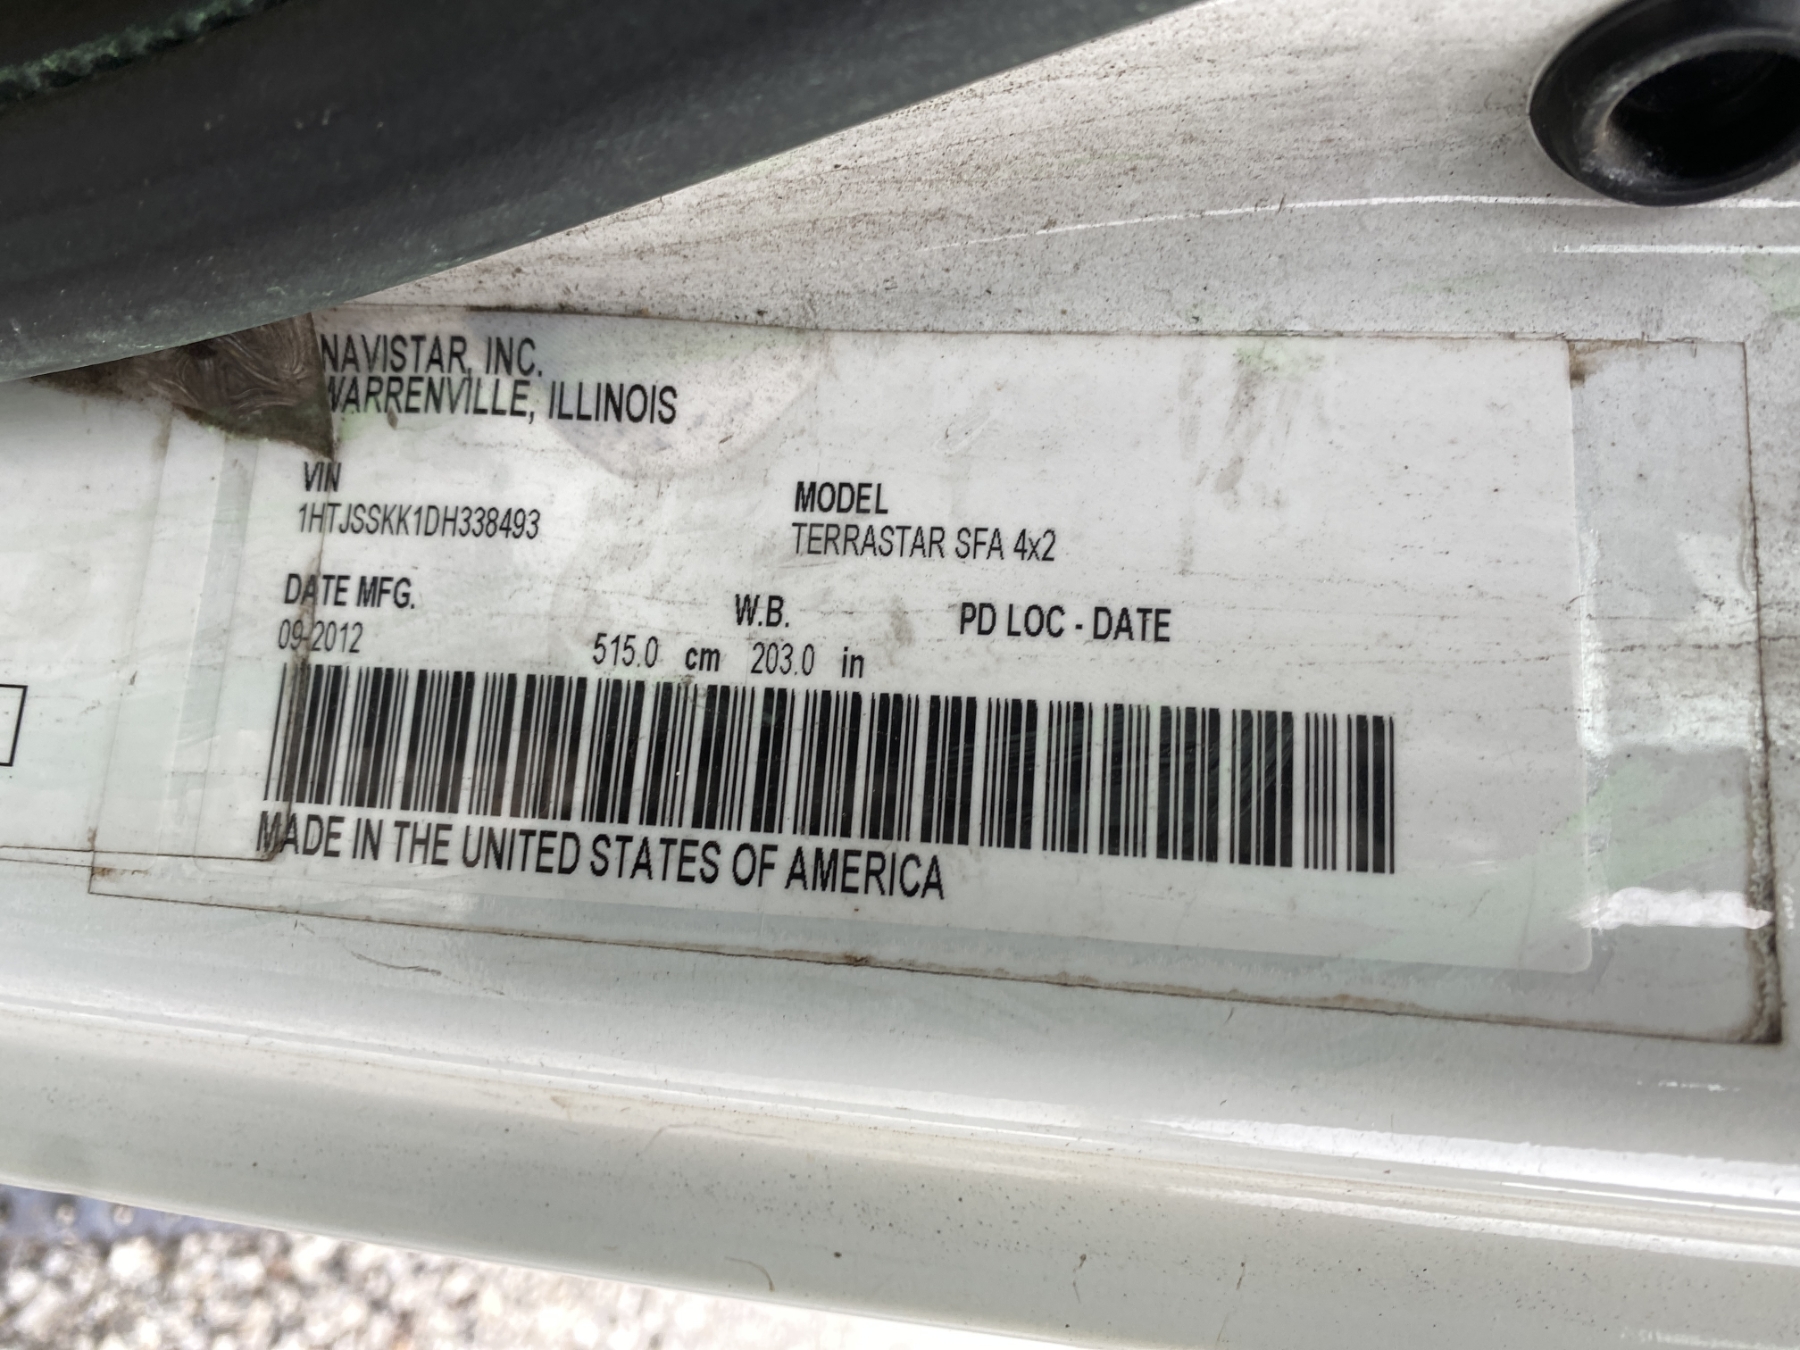 NAVISTAR, INC.
WARRENVILLE, ILLINOIS
VIN
1HTJSSKK1DH338493
MODEL
TERRASTAR SFA 4x2
DATE MFG.
09-2012
W.B.
515.0 cm 203.0 in
PD LOC - DATE
MADE IN THE UNITED STATES OF AMERICA